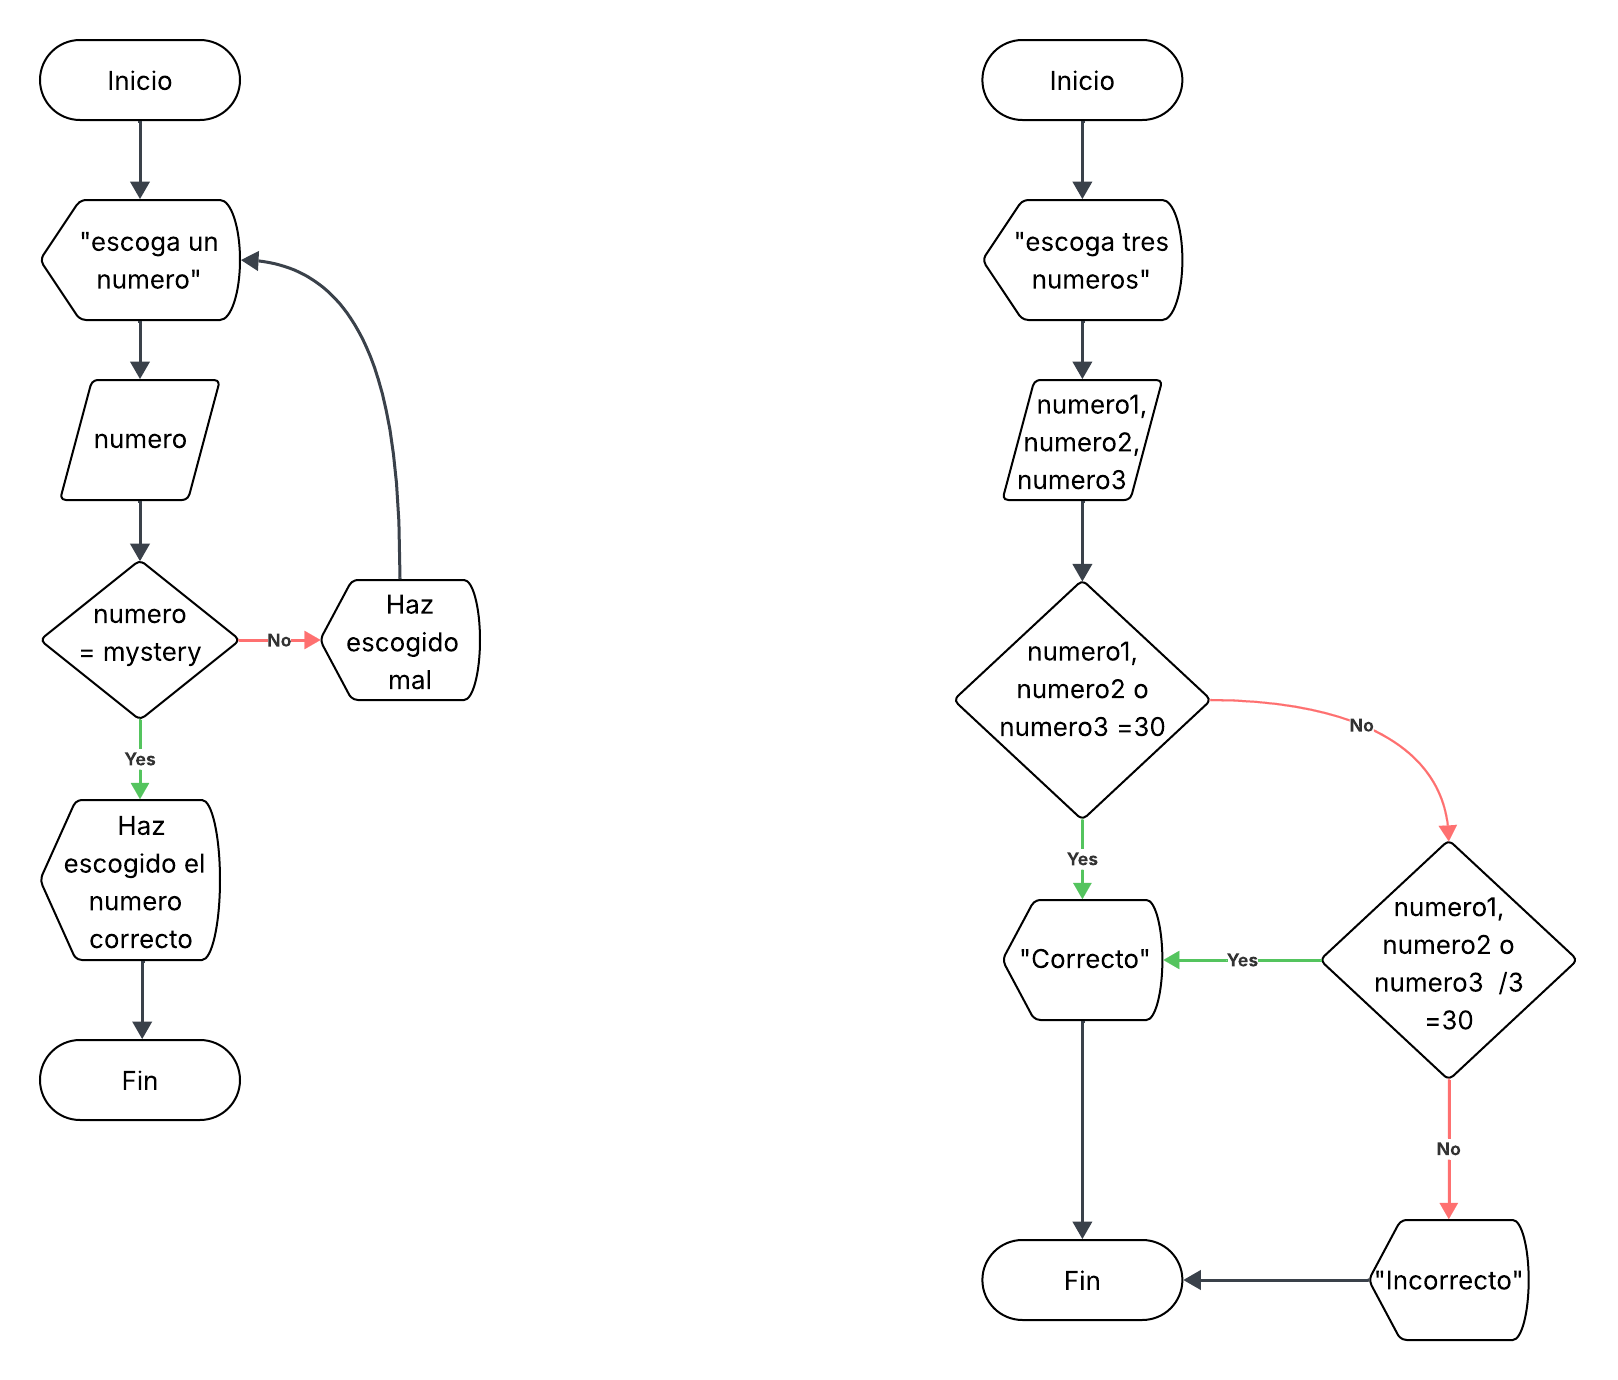 Inicio
"escoga un
numero"
numero
numero
= mystery
No
Haz
escogido
mal
Yes
Haz
escogido el
numero
correcto
Fin
Inicio
"escoga tres
numeros"
numero1,
numero2,
numero3
numero1,
numero2 o
numero3 =30
No
Yes
"Correcto"
Yes
numero1,
numero2 o
numero3  /3
=30
No
"Incorrecto"
Fin